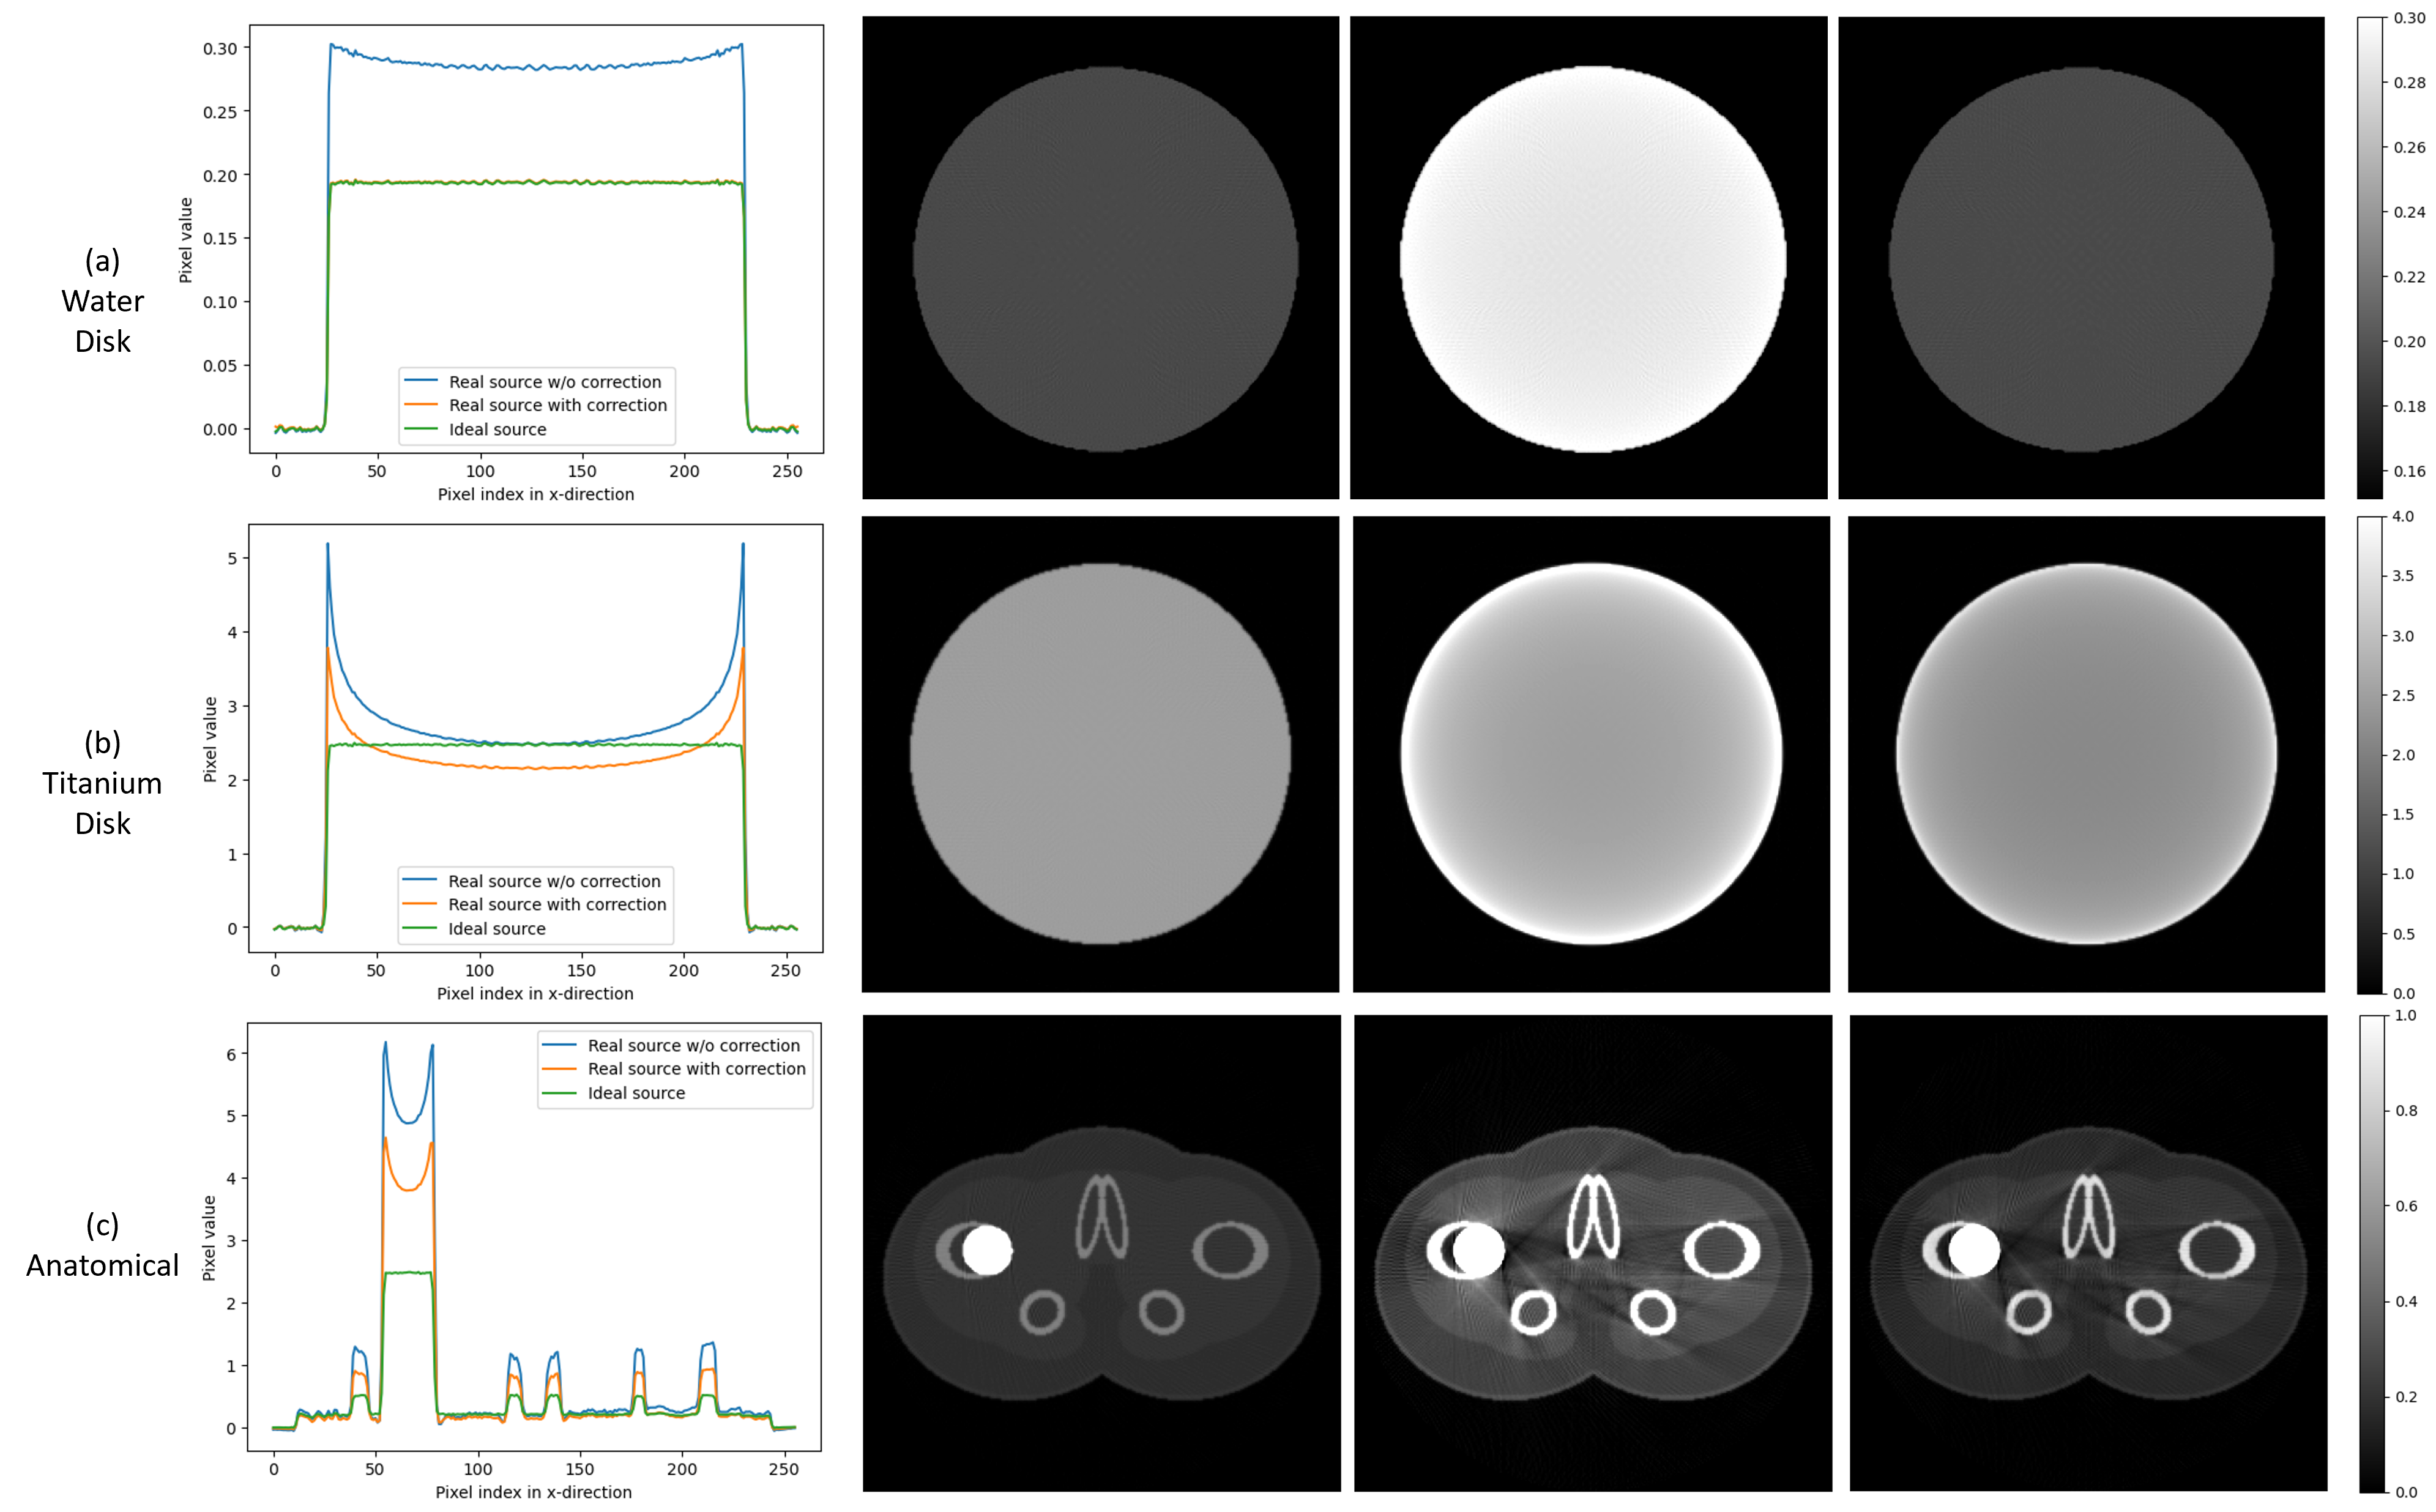 (a)
Water
Disk
0.30
0.25
0.20
0.15
0.10
0.05
0.00
Pixel value
Real source w/o correction
Real source with correction
Ideal source
0 50 100 150 200 250
Pixel index in x-direction
0.30
0.28
0.26
0.24
0.22
0.20
0.18
0.16
(b)
Titanium
Disk
5
4
3
2
1
0
Pixel value
Real source w/o correction
Real source with correction
Ideal source
0 50 100 150 200 250
Pixel index in x-direction
4.0
3.5
3.0
2.5
2.0
1.5
1.0
0.5
0.0
(c)
Anatomical
6
5
4
3
2
1
0
Pixel value
Real source w/o correction
Real source with correction
Ideal source
0 50 100 150 200 250
Pixel index in x-direction
1.0
0.8
0.6
0.4
0.2
0.0